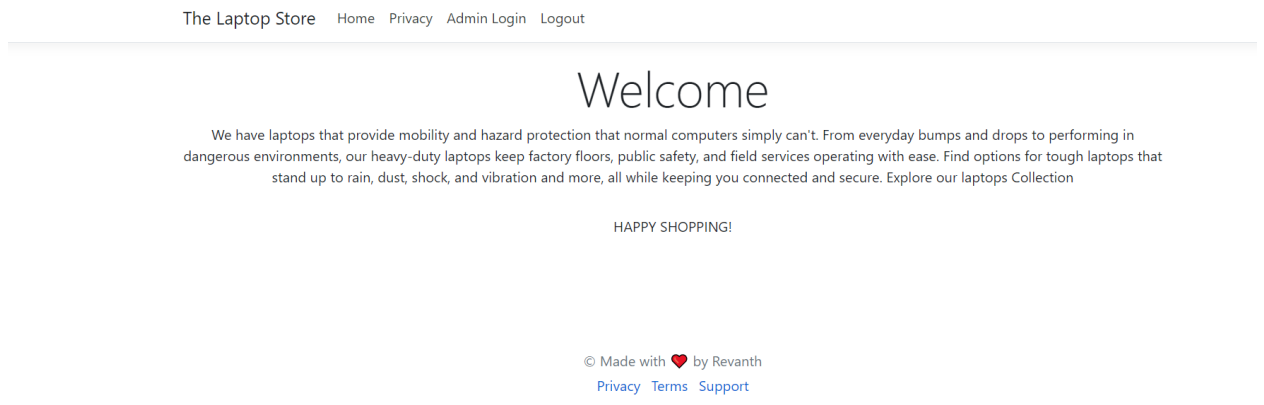 The Laptop Store Home Privacy Admin Login Logout
Welcome
We have laptops that provide mobility and hazard protection that normal computers simply can't. From everyday bumps and drops to performing in
dangerous environments, our heavy-duty laptops keep factory floors, public safety, and field services operating with ease. Find options for tough laptops that
stand up to rain, dust, shock, and vibration and more, all while keeping you connected and secure. Explore our laptops Collection
HAPPY SHOPPING!
© Made with ❤ by Revanth
Privacy Terms Support